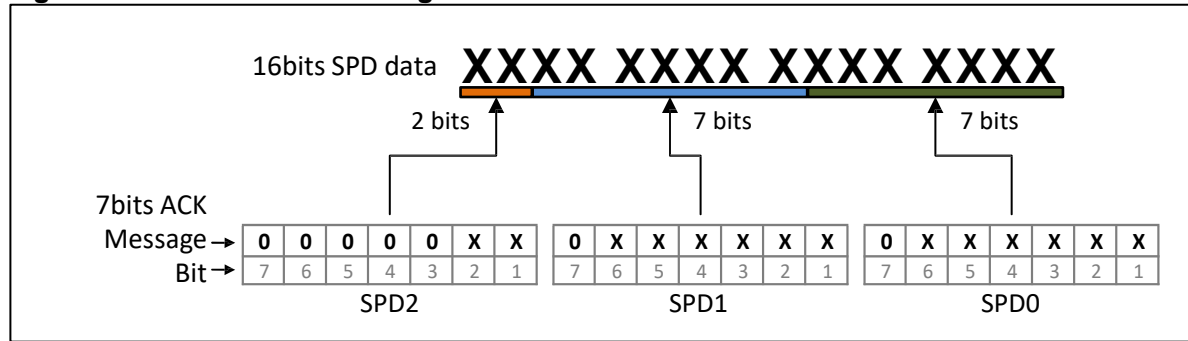 16bits SPD data XXXX XXXX XXXX XXXX
2 bits 7 bits 7 bits
7bits ACK
Message 0 0 0 0 0 X X 0 X X X X X X 0 X X X X X X
Bit 7 6 5 4 3 2 1 7 6 5 4 3 2 1 7 6 5 4 3 2 1
SPD2 SPD1 SPD0